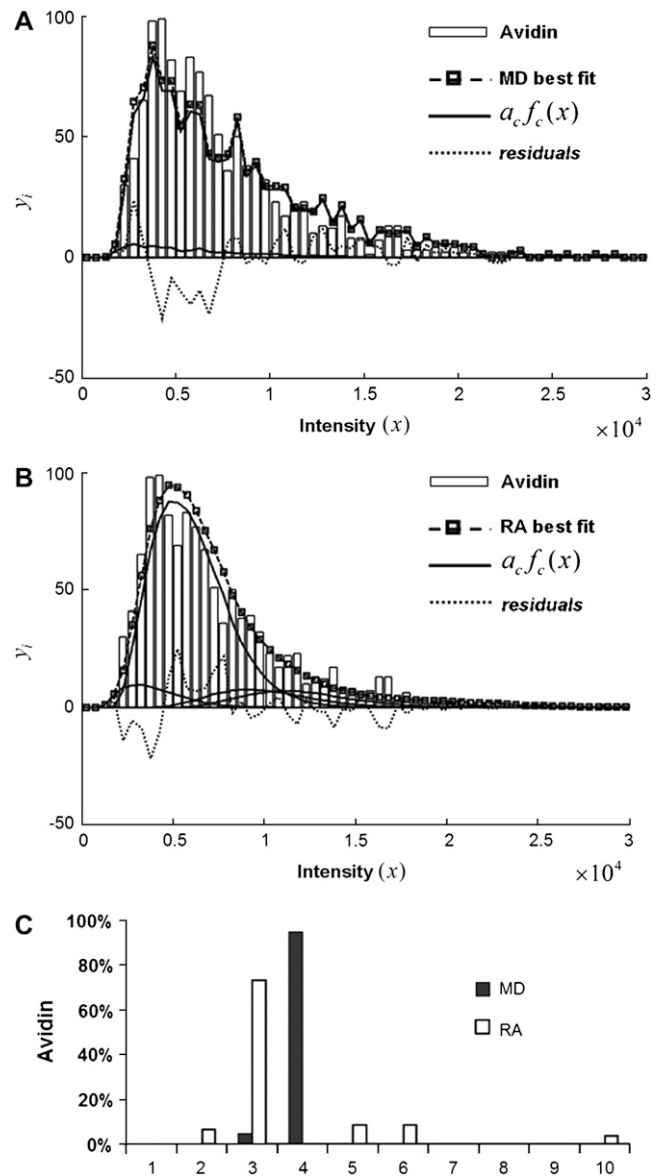 A
100
50
0
-50
y_i
0
0.5
1
1.5
2
2.5
3
Intensity (x)
×10^4
Avidin
MD best fit
a_c f_c(x)
residuals
B
100
50
0
-50
y_i
0
0.5
1
1.5
2
2.5
3
Intensity (x)
×10^4
Avidin
RA best fit
a_c f_c(x)
residuals
C
100%
80%
60%
40%
20%
0%
Avidin
MD
RA
1 2 3 4 5 6 7 8 9 10